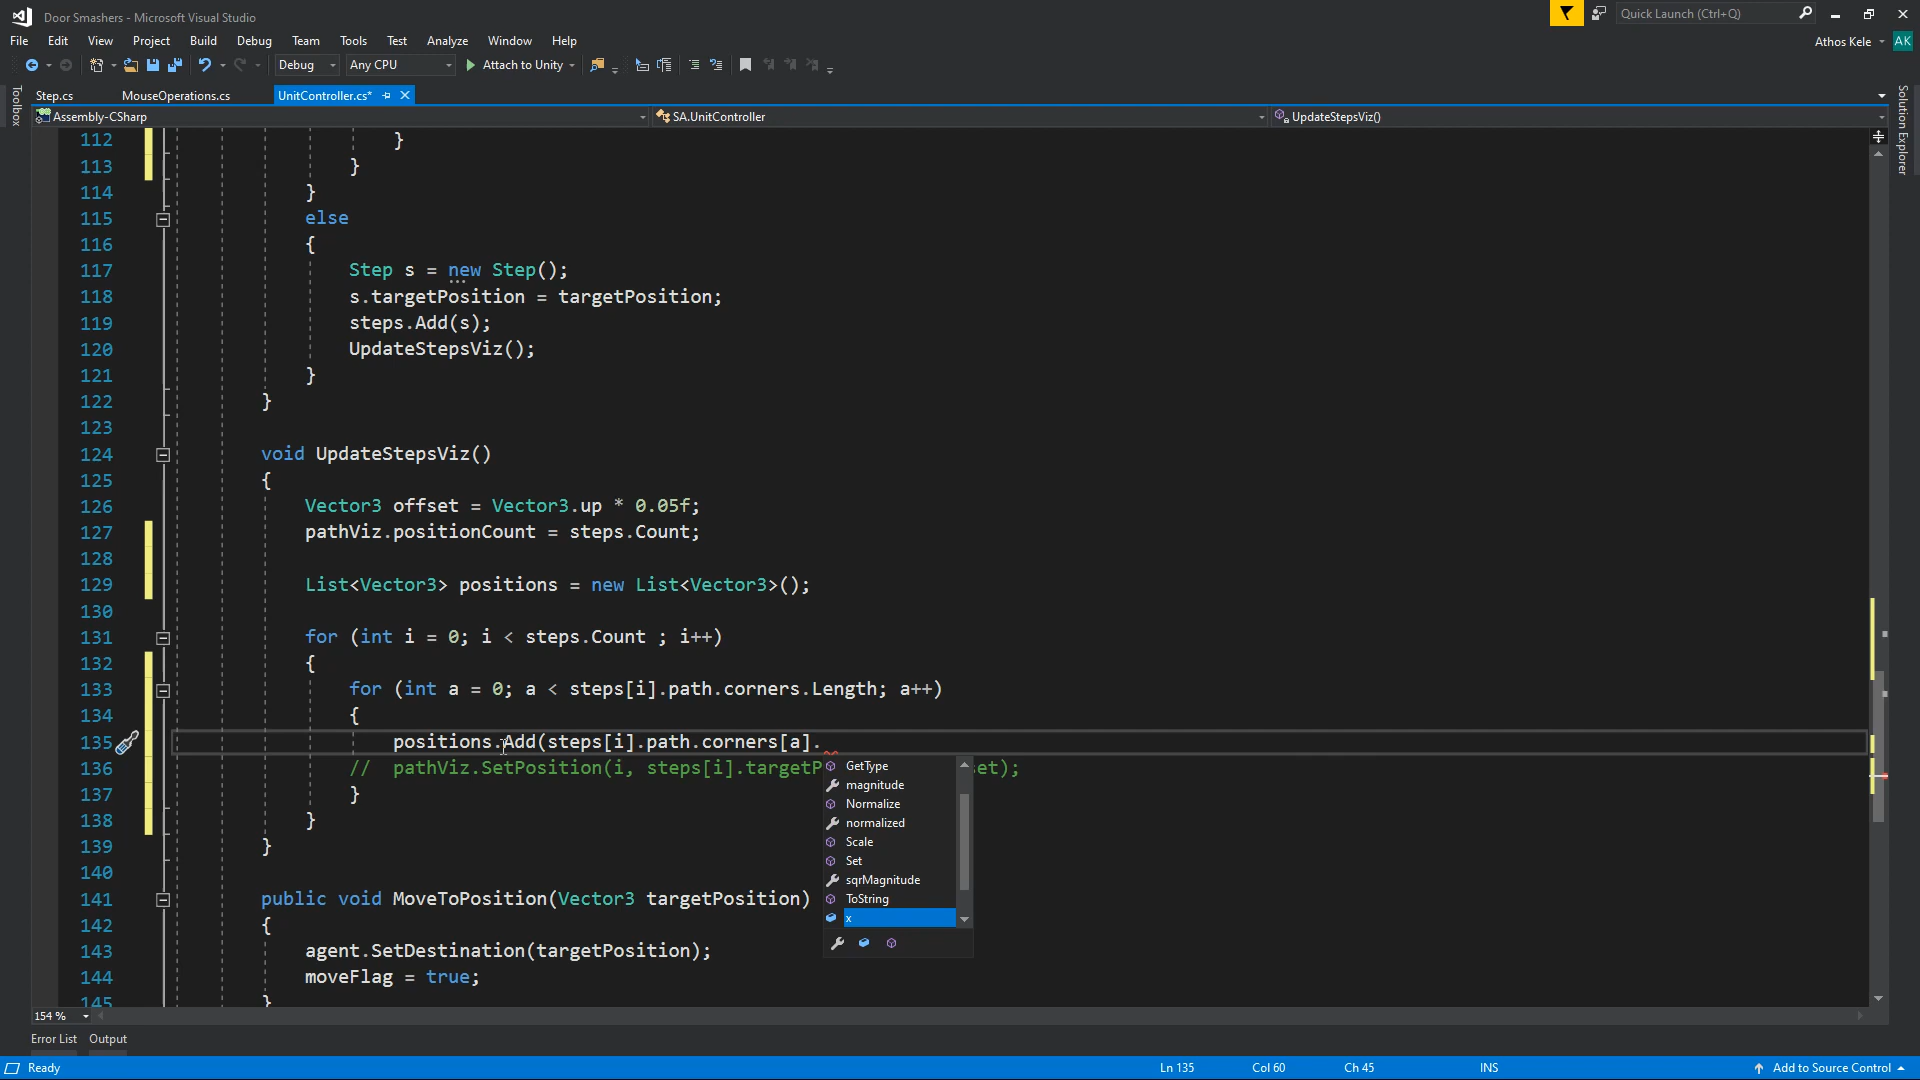 Door Smashers - Microsoft Visual Studio
Quick Launch (Ctrl+Q)
File Edit View Project Build Debug Team Tools Test Analyze Window Help
Athos Kele AK
Debug Any CPU Attach to Unity
Toolbox
Step.cs MouseOperations.cs UnitController.cs*
Solution Explorer
Assembly-CSharp SA.UnitController UpdateStepsViz()
112 }
113 }
114 }
115 else
116 {
117 Step s = new Step();
118 s.targetPosition = targetPosition;
119 steps.Add(s);
120 UpdateStepsViz();
121 }
122 }
123
124 void UpdateStepsViz()
125 {
126 Vector3 offset = Vector3.up * 0.05f;
127 pathViz.positionCount = steps.Count;
128
129 List<Vector3> positions = new List<Vector3>();
130
131 for (int i = 0; i < steps.Count ; i++)
132 {
133 for (int a = 0; a < steps[i].path.corners.Length; a++)
134 {
135 positions.Add(steps[i].path.corners[a].
136 // pathViz.SetPosition(i, steps[i].targetP set);
137 }
138 }
139 }
140
141 public void MoveToPosition(Vector3 targetPosition)
142 {
143 agent.SetDestination(targetPosition);
144 moveFlag = true;
145 }
GetType
magnitude
Normalize
normalized
Scale
Set
sqrMagnitude
ToString
x
154 %
Error List Output
Ready Ln 135 Col 60 Ch 45 INS Add to Source Control